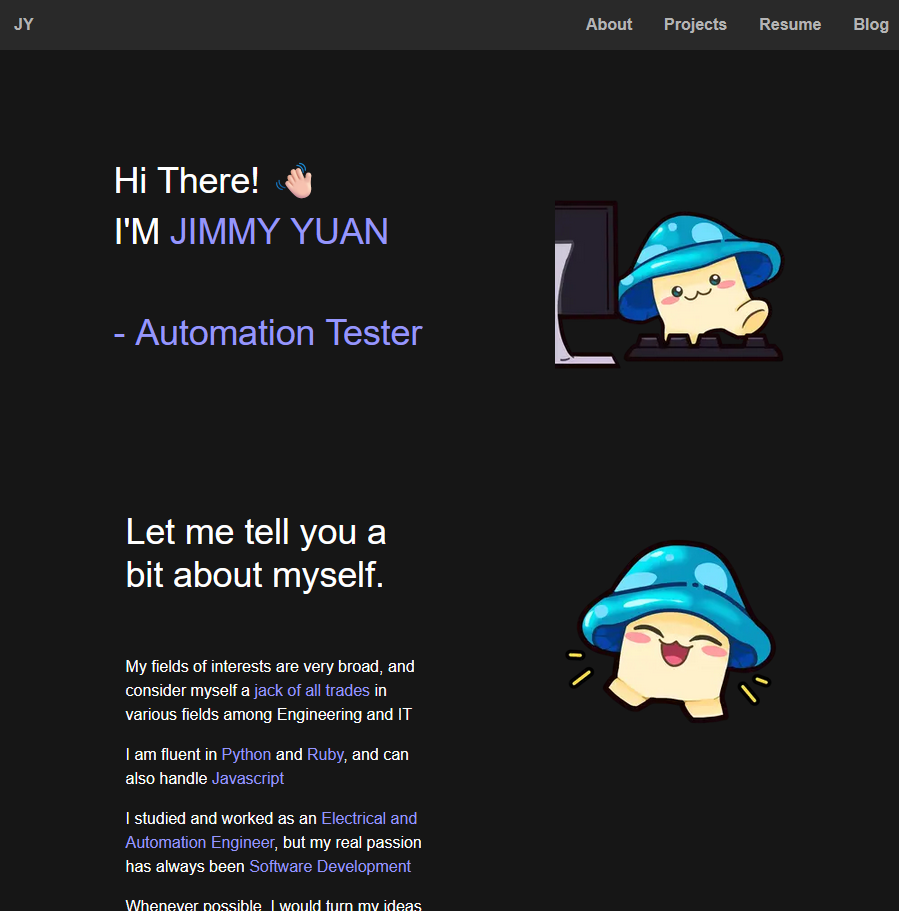 JY
About Projects Resume Blog
Hi There! 👋🏻
I'M JIMMY YUAN
- Automation Tester
Let me tell you a
bit about myself.
My fields of interests are very broad, and
consider myself a jack of all trades in
various fields among Engineering and IT
I am fluent in Python and Ruby, and can
also handle Javascript
I studied and worked as an Electrical and
Automation Engineer, but my real passion
has always been Software Development
Whenever possible, I would turn my ideas